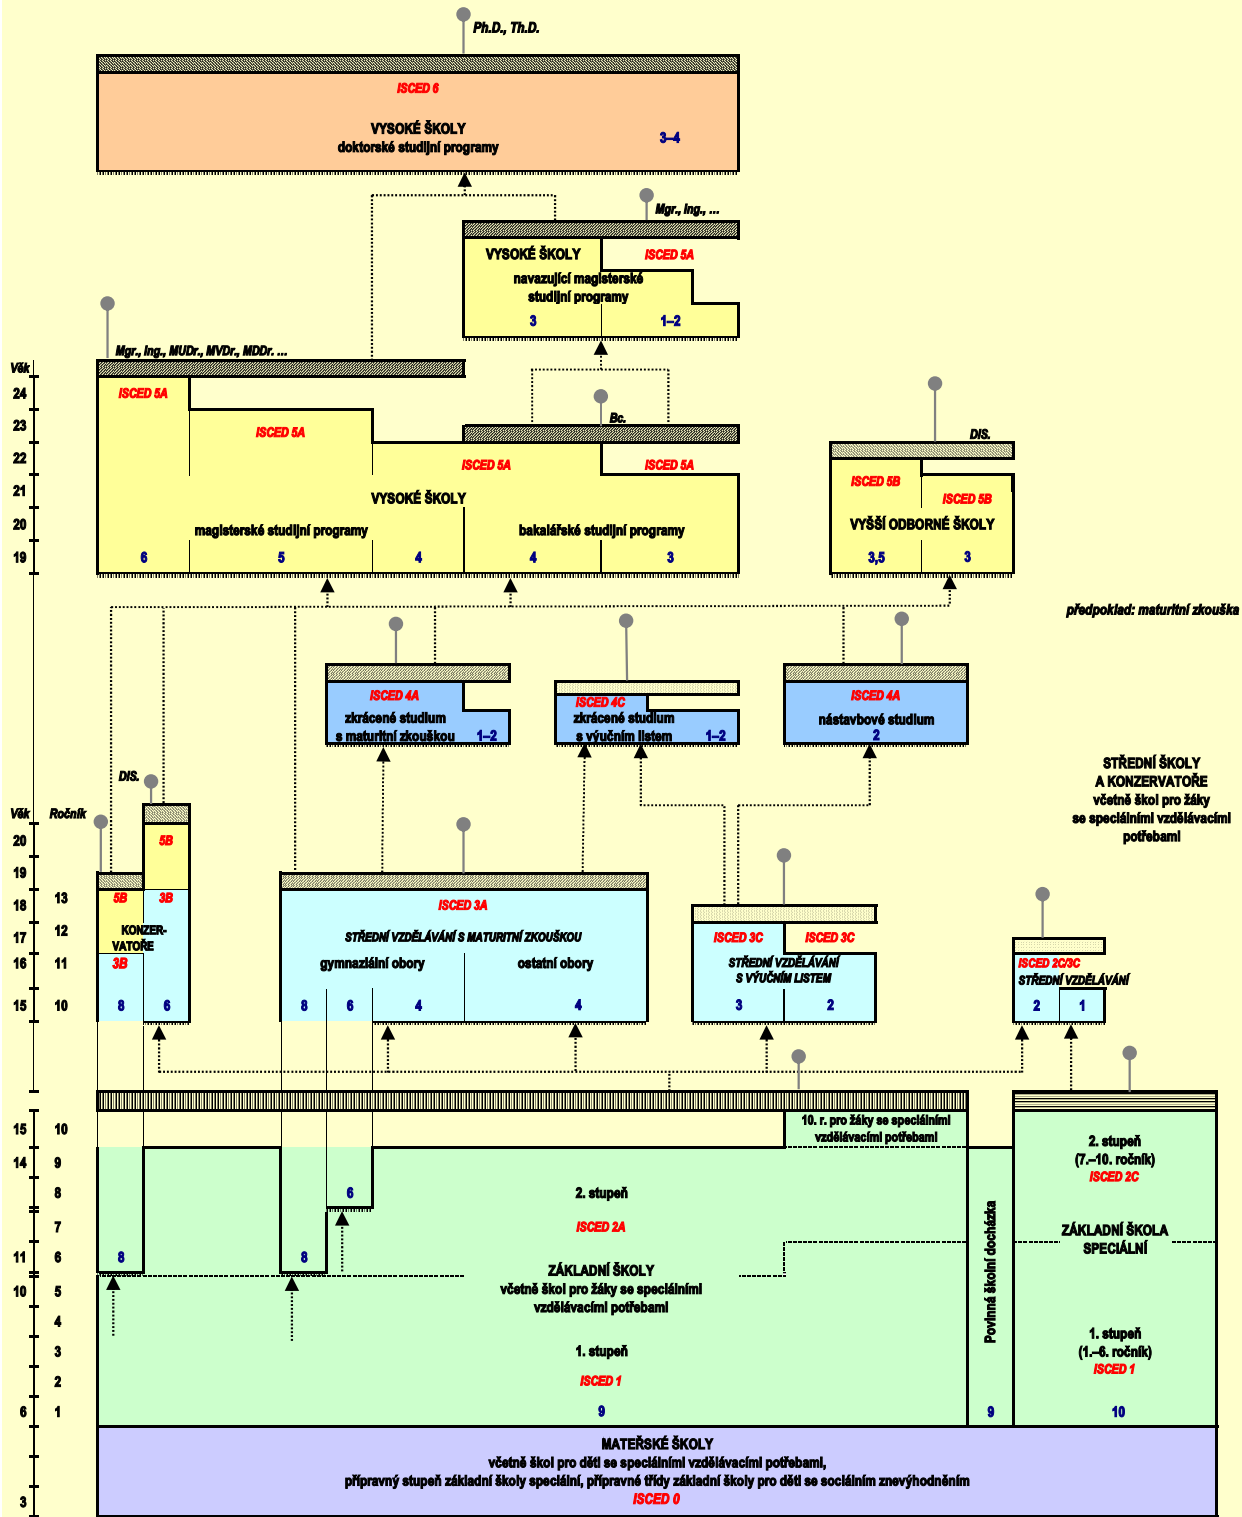 Ph.D., Th.D.
ISCED 6
VYSOKÉ ŠKOLY
doktorské studijní programy
3–4
Mgr., Ing., ...
VYSOKÉ ŠKOLY
ISCED 5A
navazující magisterské
studijní programy
3
1–2
Mgr., Ing., MUDr., MVDr., MDDr. ...
Věk
24
23
22
21
20
19
ISCED 5A
ISCED 5A
Bc.
ISCED 5A
ISCED 5A
VYSOKÉ ŠKOLY
magisterské studijní programy
bakalářské studijní programy
6
5
4
4
3
DIS.
ISCED 5B
ISCED 5B
VYŠŠÍ ODBORNÉ ŠKOLY
3,5
3
předpoklad: maturitní zkouška
ISCED 4A
zkrácené studium
s maturitní zkouškou
1–2
ISCED 4C
zkrácené studium
s výučním listem
1–2
ISCED 4A
nástavbové studium
2
STŘEDNÍ ŠKOLY
A KONZERVATOŘE
včetně škol pro žáky
se speciálními vzdělávacími
potřebami
DIS.
Věk
Ročník
20
19
18
13
17
12
16
11
15
10
5B
5B
3B
KONZER-
VATOŘE
3B
8
6
ISCED 3A
STŘEDNÍ VZDĚLÁVÁNÍ S MATURITNÍ ZKOUŠKOU
gymnaziální obory
ostatní obory
8
6
4
4
ISCED 3C
ISCED 3C
STŘEDNÍ VZDĚLÁVÁNÍ
S VÝUČNÍM LISTEM
3
2
ISCED 2C/3C
STŘEDNÍ VZDĚLÁVÁNÍ
2
1
15
10
14
9
8
7
11
6
10
5
4
3
2
6
1
3
10. r. pro žáky se speciálními
vzdělávacími potřebami
8
8
6
2. stupeň
ISCED 2A
ZÁKLADNÍ ŠKOLY
včetně škol pro žáky se speciálními
vzdělávacími potřebami
1. stupeň
ISCED 1
9
Povinná školní docházka
9
2. stupeň
(7.–10. ročník)
ISCED 2C
ZÁKLADNÍ ŠKOLA
SPECIÁLNÍ
1. stupeň
(1.–6. ročník)
ISCED 1
10
MATEŘSKÉ ŠKOLY
včetně škol pro děti se speciálními vzdělávacími potřebami,
přípravný stupeň základní školy speciální, přípravné třídy základní školy pro děti se sociálním znevýhodněním
ISCED 0